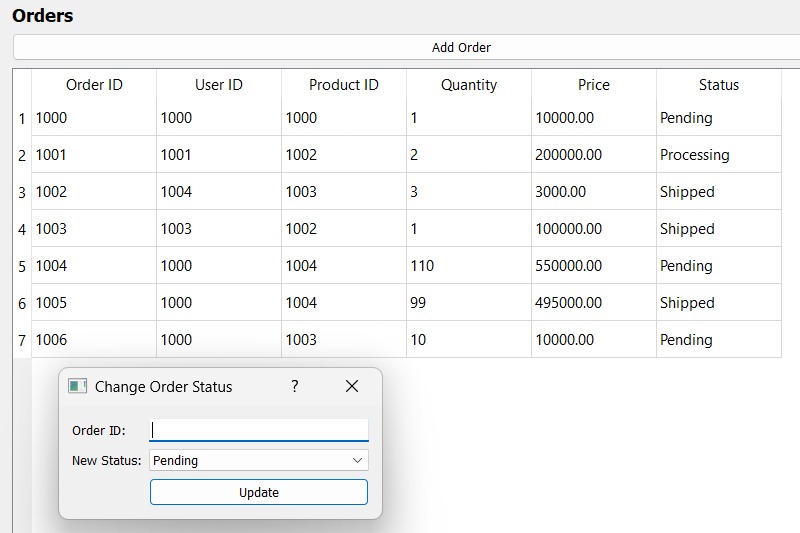 Orders
Add Order
Order ID User ID Product ID Quantity Price Status
1 1000 1000 1000 1 10000.00 Pending
2 1001 1001 1002 2 200000.00 Processing
3 1002 1004 1003 3 3000.00 Shipped
4 1003 1003 1002 1 100000.00 Shipped
5 1004 1000 1004 110 550000.00 Pending
6 1005 1000 1004 99 495000.00 Shipped
7 1006 1000 1003 10 10000.00 Pending
Change Order Status ?
Order ID:
New Status: Pending
Update